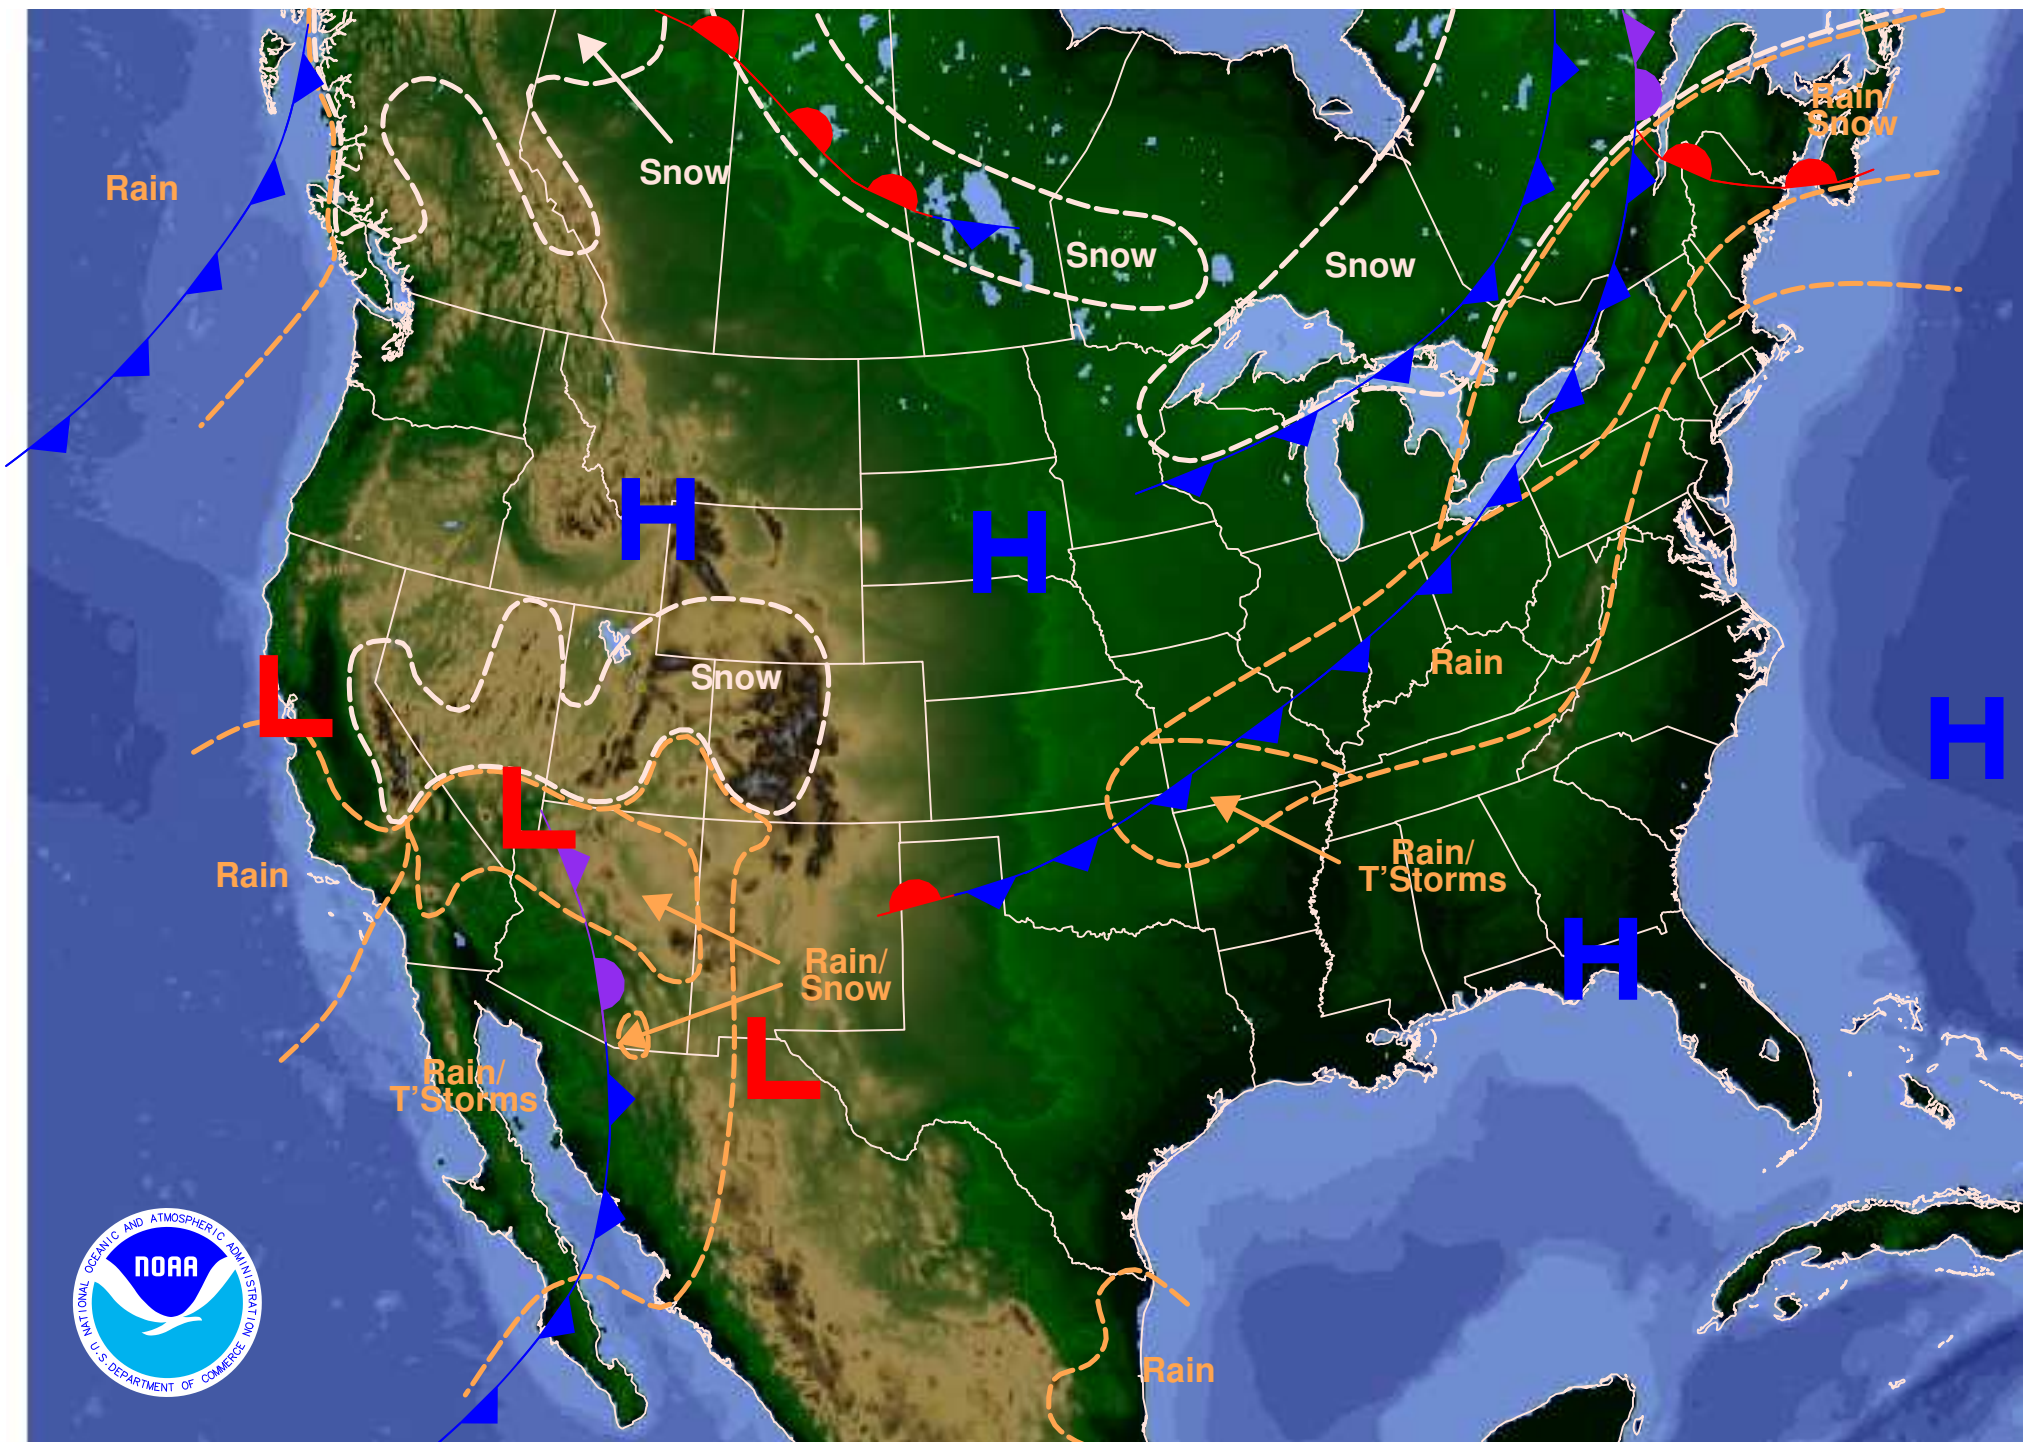 Rain/
Snow
Snow
Rain
Snow
Snow
H
H
L
Snow
Rain
H
L
Rain
Rain/
T'Storms
H
Rain/
Snow
L
Rain/
T'Storms
Rain
NOAA
NATIONAL OCEANIC AND ATMOSPHERIC ADMINISTRATION
U.S. DEPARTMENT OF COMMERCE